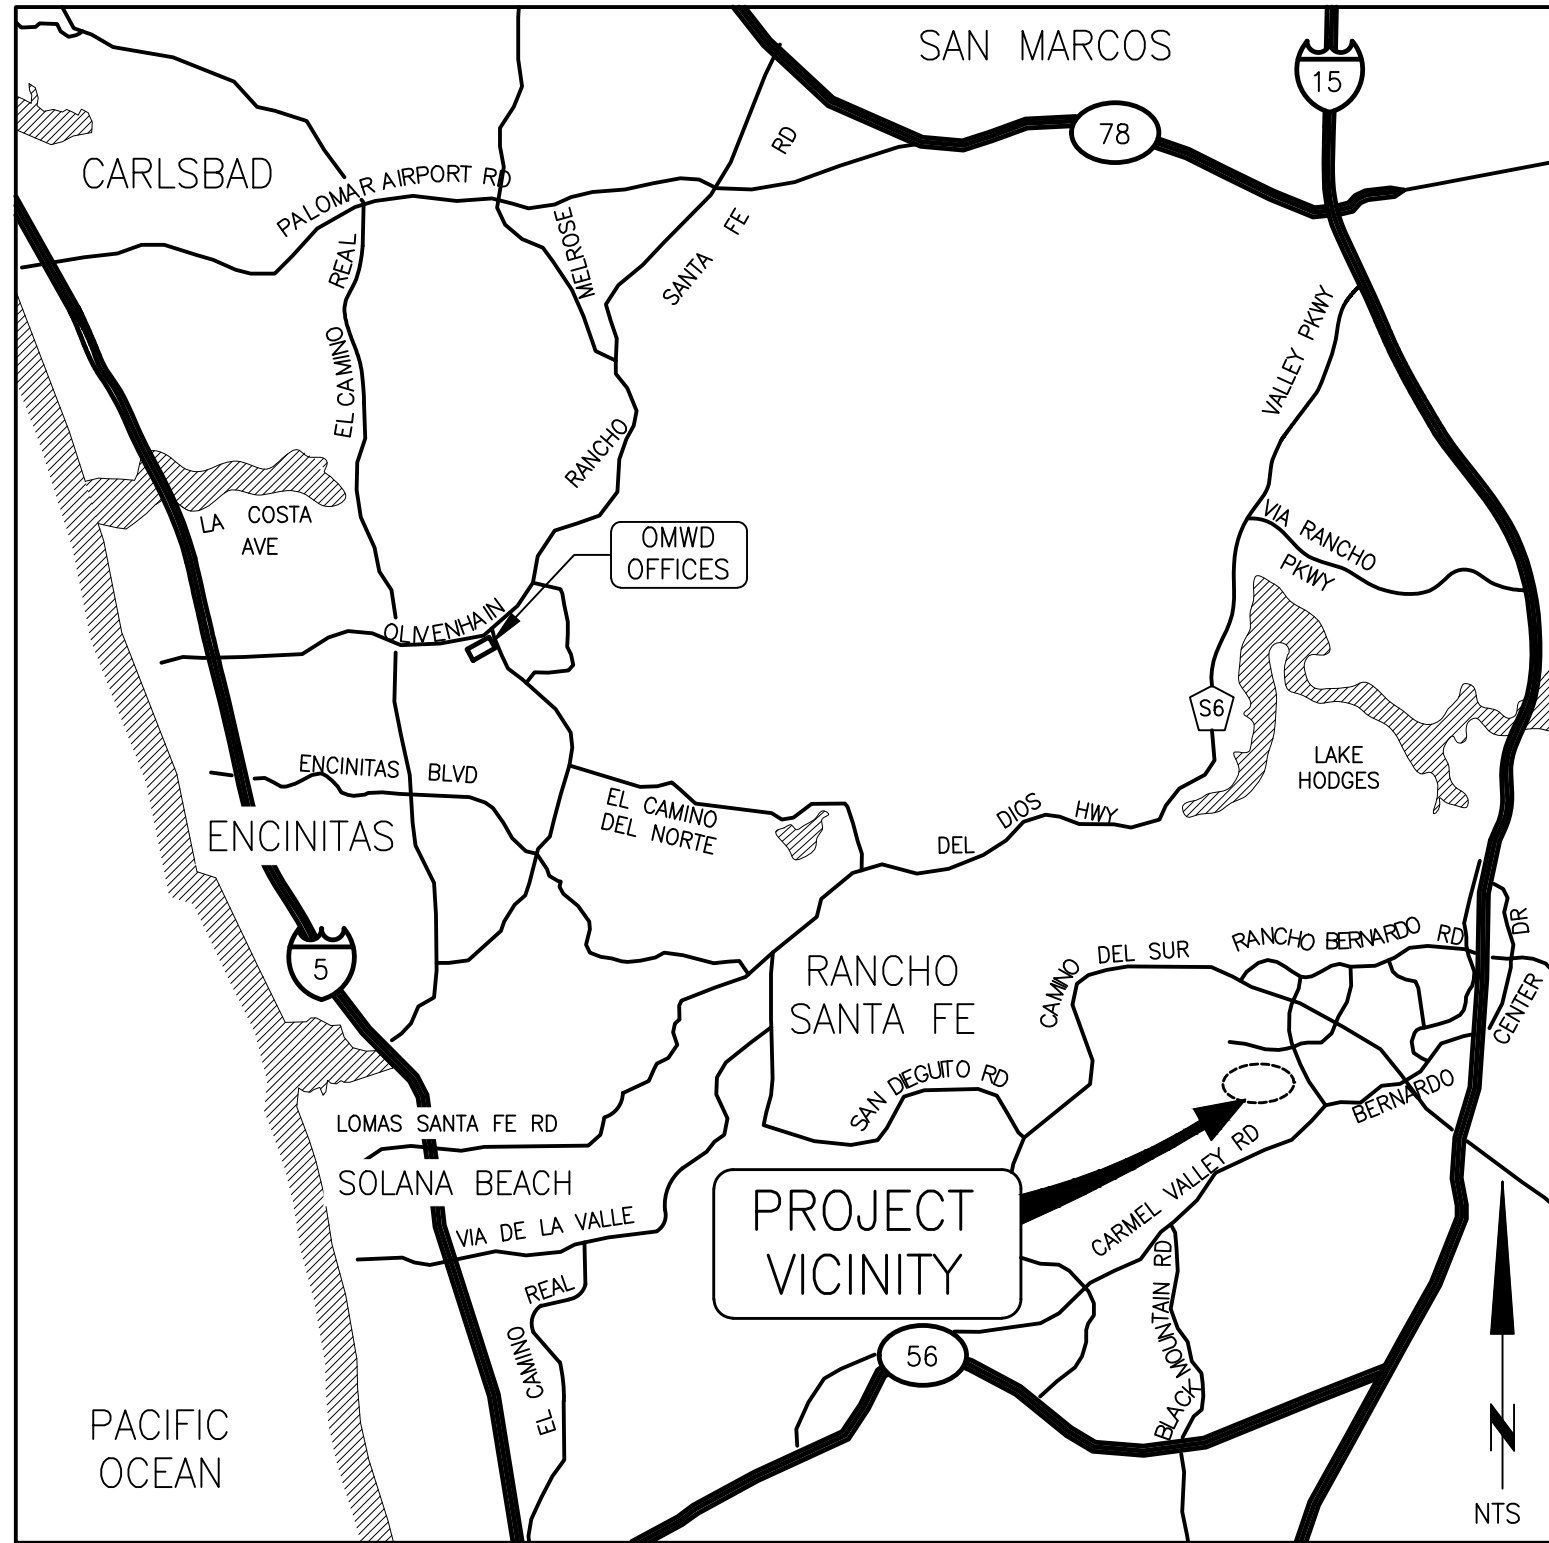 SAN MARCOS
15
78
CARLSBAD
PALOMAR AIRPORT RD
RD
FE
SANTA
RANCHO
MELROSE
REAL
EL CAMINO
VALLEY PKWY
LA COSTA
AVE
OMWD
OFFICES
VIA RANCHO
PKWY
OLIVENHAIN
S6
LAKE
HODGES
ENCINITAS BLVD
EL CAMINO
DEL NORTE
DEL DIOS HWY
ENCINITAS
5
RANCHO
SANTA FE
CAMINO DEL SUR
RANCHO BERNARDO RD
DR
CENTER
BERNARDO
SAN DIEGUITO RD
LOMAS SANTA FE RD
SOLANA BEACH
VIA DE LA VALLE
PROJECT
VICINITY
CARMEL VALLEY RD
BLACK MOUNTAIN RD
REAL
EL CAMINO
56
PACIFIC
OCEAN
N
NTS